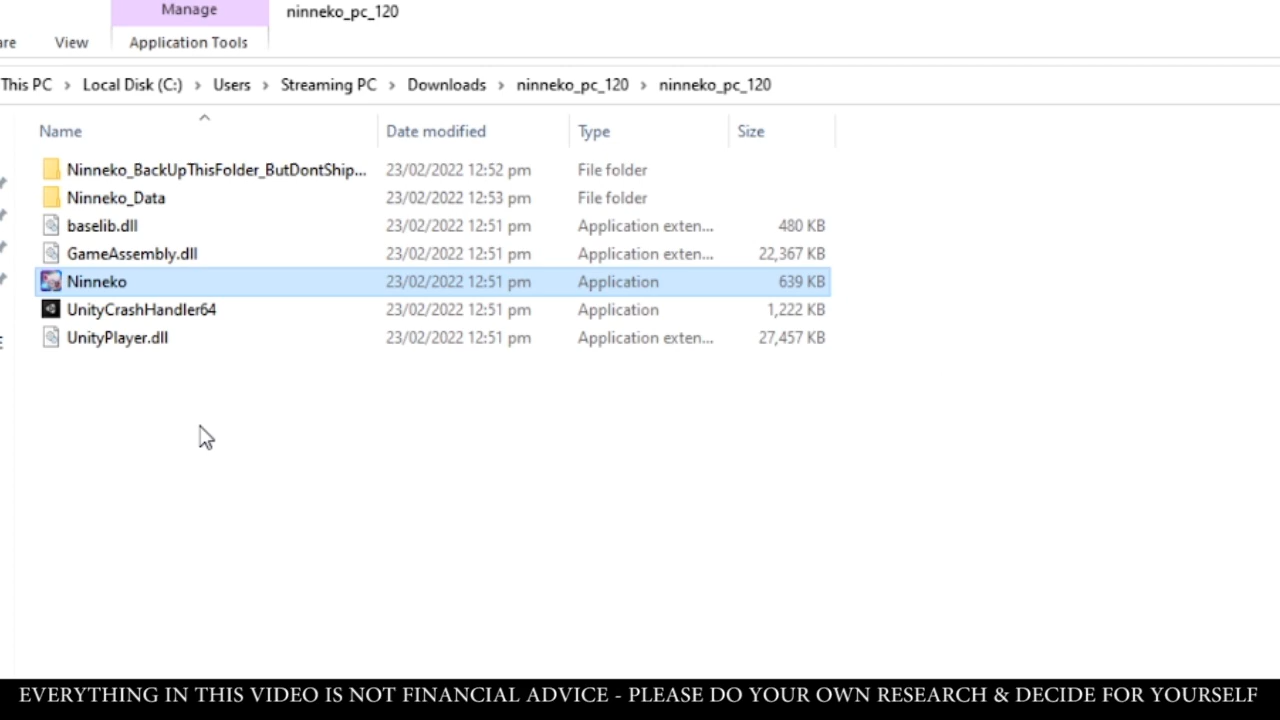 Manage
ninneko_pc_120
are
View
Application Tools
This PC > Local Disk (C:) > Users > Streaming PC > Downloads > ninneko_pc_120 > ninneko_pc_120
Name Date modified Type Size
Ninneko_BackUpThisFolder_ButDontShip... 23/02/2022 12:52 pm File folder
Ninneko_Data 23/02/2022 12:53 pm File folder
baselib.dll 23/02/2022 12:51 pm Application exten... 480 KB
GameAssembly.dll 23/02/2022 12:51 pm Application exten... 22,367 KB
Ninneko 23/02/2022 12:51 pm Application 639 KB
UnityCrashHandler64 23/02/2022 12:51 pm Application 1,222 KB
UnityPlayer.dll 23/02/2022 12:51 pm Application exten... 27,457 KB
EVERYTHING IN THIS VIDEO IS NOT FINANCIAL ADVICE - PLEASE DO YOUR OWN RESEARCH & DECIDE FOR YOURSELF